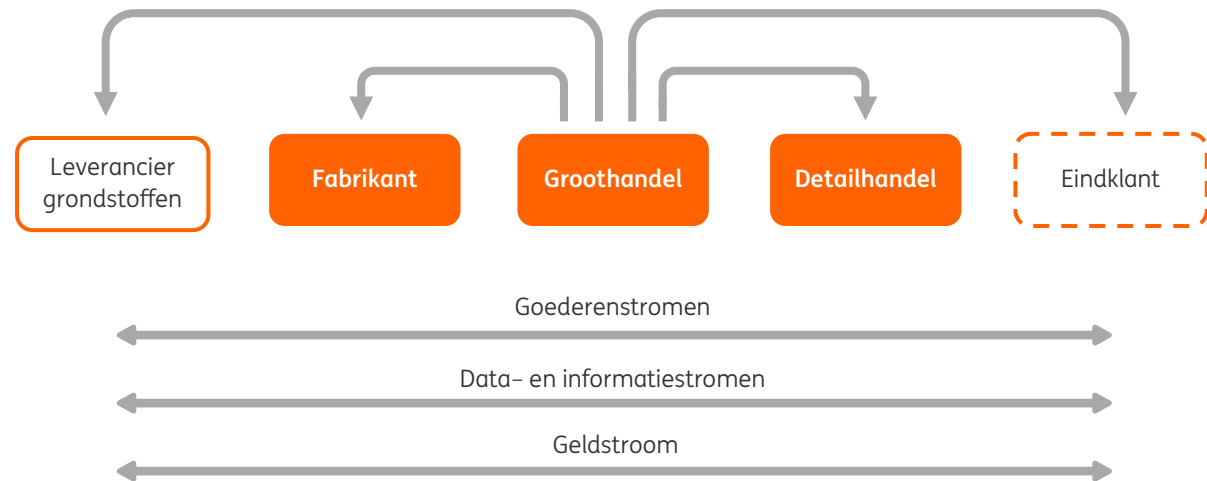 Leverancier
grondstoffen
Fabrikant
Groothandel
Detailhandel
Eindklant
Goederenstromen
Data– en informatiestromen
Geldstroom